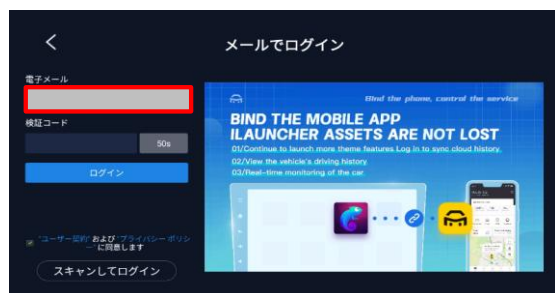 メールでログイン
電子メール
検証コード
50s
ログイン
"ユーザー契約" および "プライバシー ポリシ
ー" に同意します
スキャンしてログイン
Bind the phone, control the service
BIND THE MOBILE APP
ILAUNCHER ASSETS ARE NOT LOST
01/Continue to launch more theme features Log in to sync cloud history.
02/View the vehicle's driving history.
03/Real-time monitoring of the car.